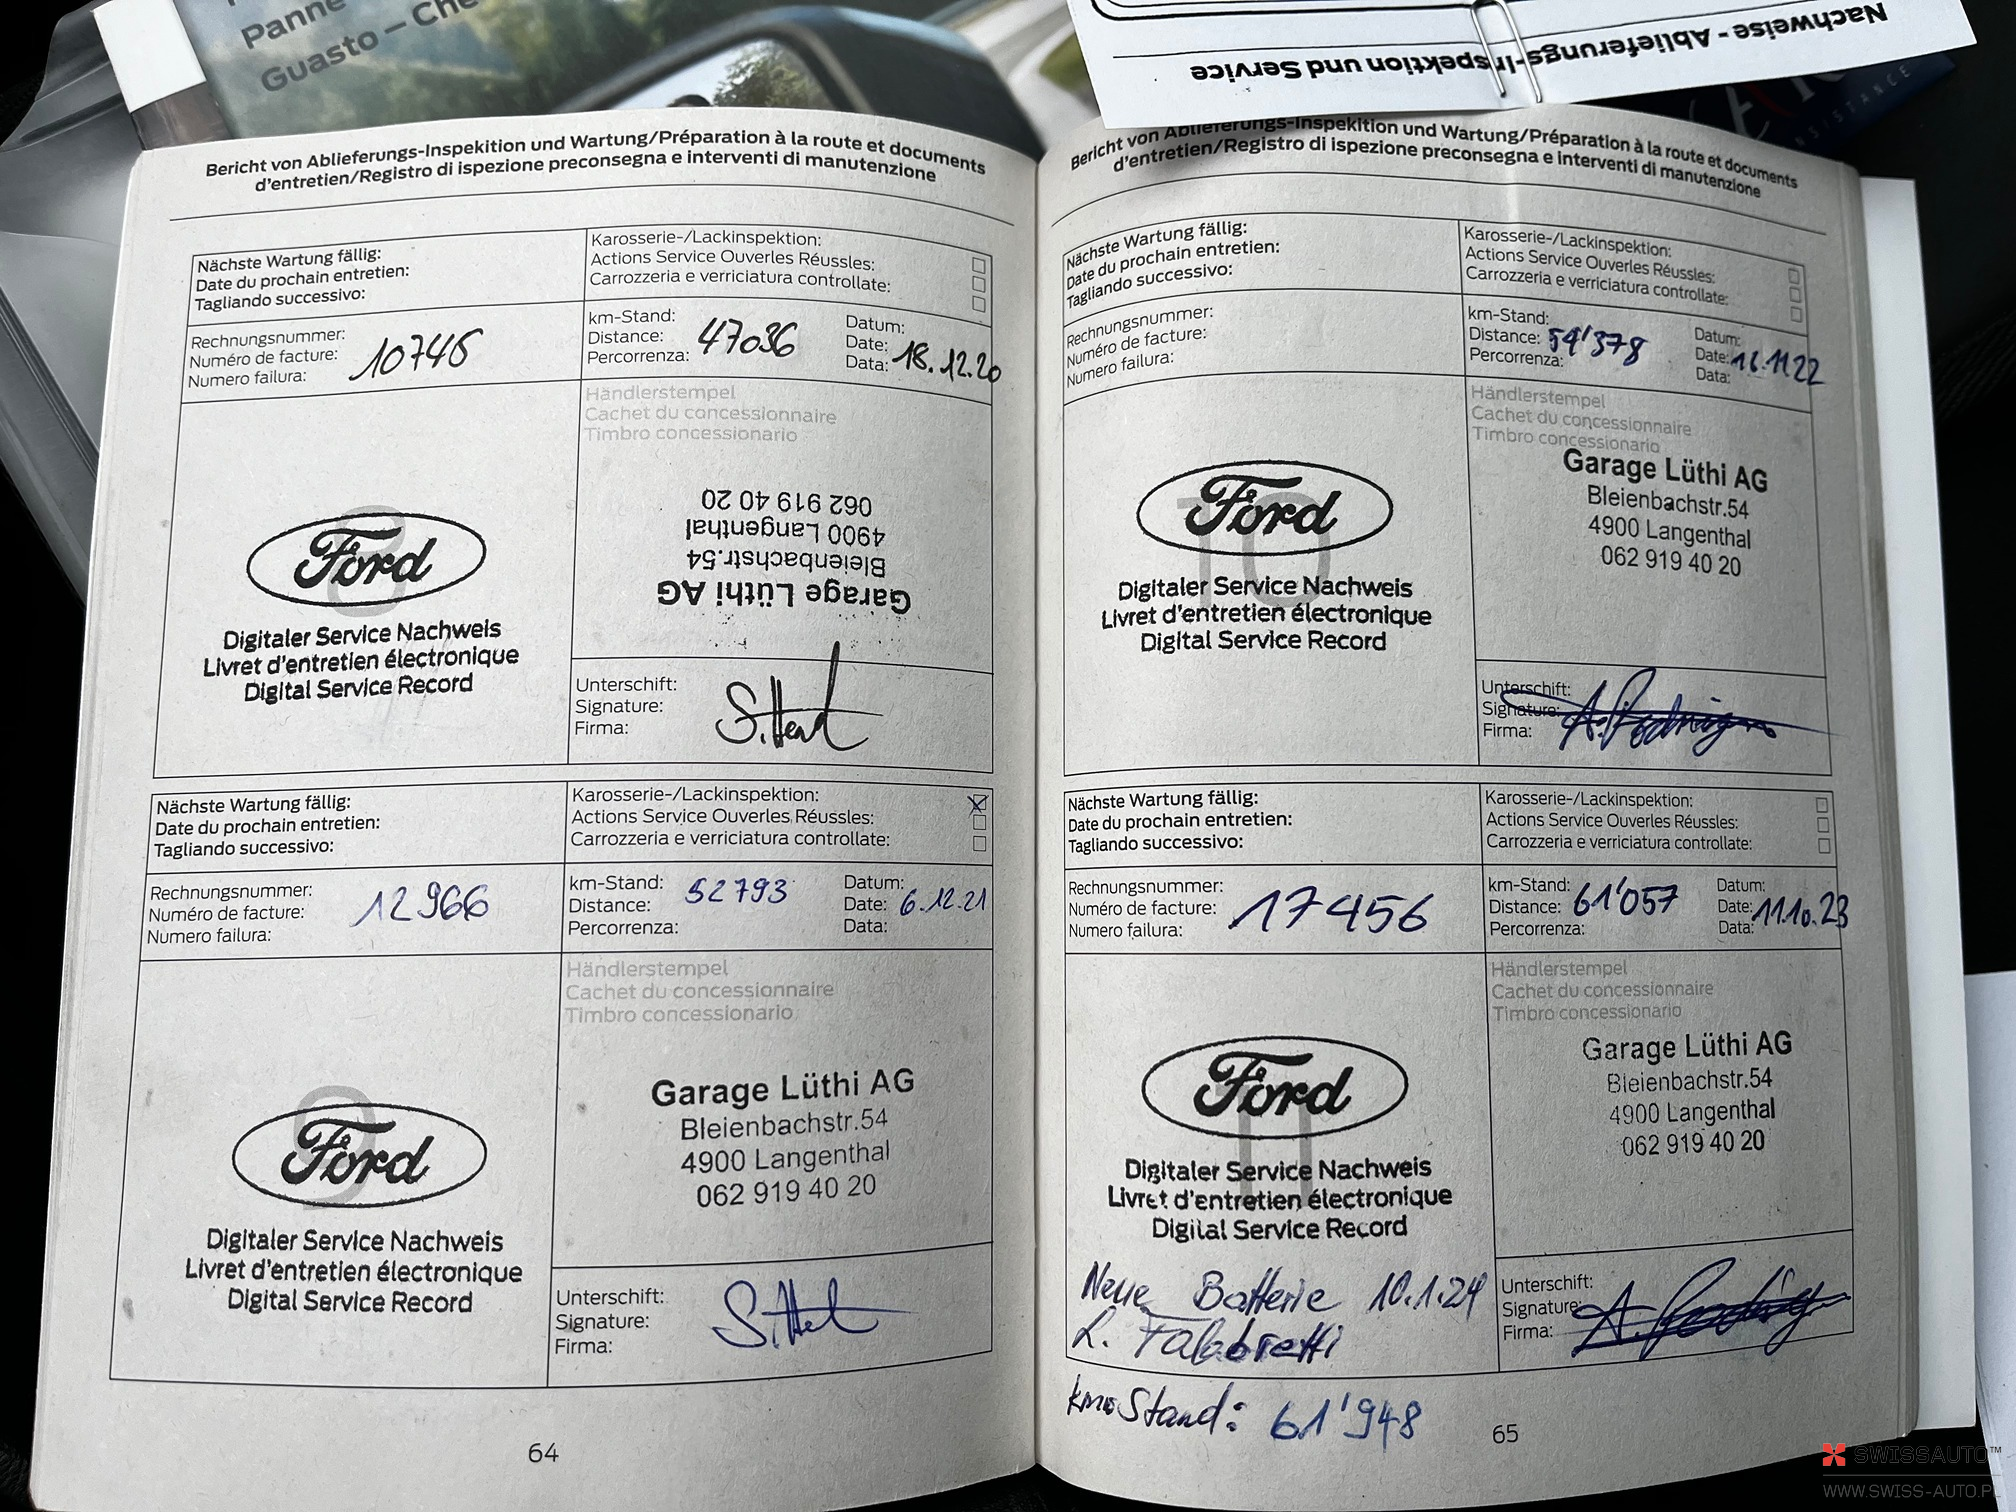 Panne
Guasto – Che
Nachweise - Ablieferungs-Inspektion und Service
Bericht von Ablieferungs-Inspekition und Wartung/Préparation à la route et documents
d'entretien/Registro di ispezione preconsegna e interventi di manutenzione
Nächste Wartung fällig:
Date du prochain entretien:
Tagliando successivo:
Karosserie-/Lackinspektion:
Actions Service Ouverles Réussles:
Carrozzeria e verriciatura controllate:
Rechnungsnummer:
Numéro de facture: 10746
Numero failura:
km-Stand:
Distance: 47036
Percorrenza:
Datum:
Date:
Data: 18.12.20
Händlerstempel
Cachet du concessionnaire
Timbro concessionario
8
Ford
Digitaler Service Nachweis
Livret d'entretien électronique
Digital Service Record
Garage Lüthi AG
Bleienbachstr.54
4900 Langenthal
062 919 40 20
Unterschift:
Signature:
Firma:
Nächste Wartung fällig:
Date du prochain entretien:
Tagliando successivo:
Karosserie-/Lackinspektion:
Actions Service Ouverles Réussles:
Carrozzeria e verriciatura controllate:
Rechnungsnummer:
Numéro de facture: 12966
Numero failura:
km-Stand: 52793
Distance:
Percorrenza:
Datum:
Date: 6.12.21
Data:
Händlerstempel
Cachet du concessionnaire
Timbro concessionario
9
Ford
Digitaler Service Nachweis
Livret d'entretien électronique
Digital Service Record
Garage Lüthi AG
Bleienbachstr.54
4900 Langenthal
062 919 40 20
Unterschift:
Signature:
Firma:
64
Bericht von Ablieferungs-Inspekition und Wartung/Préparation à la route et documents
d'entretien/Registro di ispezione preconsegna e interventi di manutenzione
Nächste Wartung fällig:
Date du prochain entretien:
Tagliando successivo:
Karosserie-/Lackinspektion:
Actions Service Ouverles Réussles:
Carrozzeria e verriciatura controllate:
Rechnungsnummer:
Numéro de facture:
Numero failura:
km-Stand:
Distance: 59'378
Percorrenza:
Datum:
Date: 16.11.22
Data:
Händlerstempel
Cachet du concessionnaire
Timbro concessionario
10
Ford
Digitaler Service Nachweis
Livret d'entretien électronique
Digital Service Record
Garage Lüthi AG
Bleienbachstr.54
4900 Langenthal
062 919 40 20
Unterschift:
Signature:
Firma:
Nächste Wartung fällig:
Date du prochain entretien:
Tagliando successivo:
Karosserie-/Lackinspektion:
Actions Service Ouverles Réussles:
Carrozzeria e verriciatura controllate:
Rechnungsnummer:
Numéro de facture: 17456
Numero failura:
km-Stand:
Distance: 61'057
Percorrenza:
Datum:
Date: 11.10.23
Data:
Händlerstempel
Cachet du concessionnaire
Timbro concessionario
11
Ford
Digitaler Service Nachweis
Livret d'entretien électronique
Digital Service Record
Garage Lüthi AG
Bleienbachstr.54
4900 Langenthal
062 919 40 20
Neue Batterie 10.1.24
Unterschift:
Signature:
Firma:
km-Stand: 61'948
65
SWISSAUTO™
WWW.SWISS-AUTO.PL